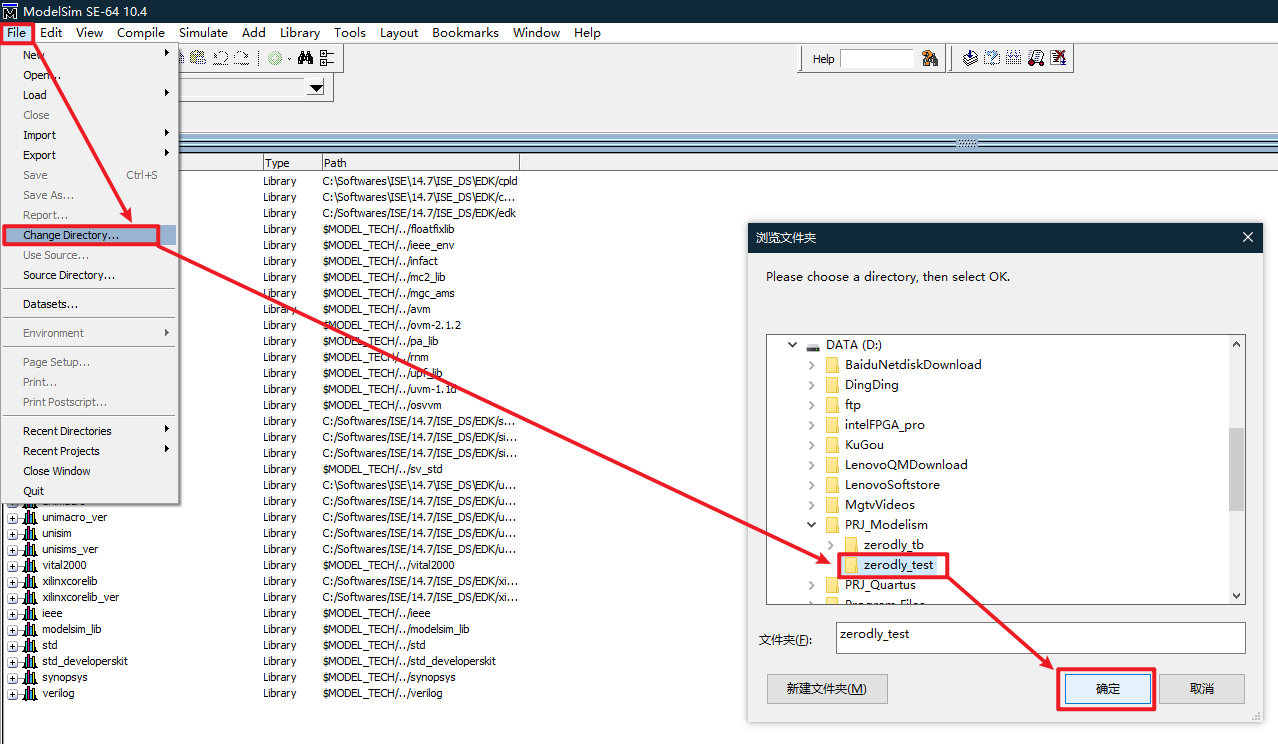 ModelSim SE-64 10.4
File Edit View Compile Simulate Add Library Tools Layout Bookmarks Window Help
New
Open...
Load
Close
Import
Export
Save Ctrl+S
Save As...
Report...
Change Directory...
Use Source...
Source Directory...
Datasets...
Environment
Page Setup...
Print...
Print Postscript...
Recent Directories
Recent Projects
Close Window
Quit
Help
Type Path
Library C:\Softwares\ISE\14.7\ISE_DS\EDK/cpld
Library C:\Softwares\ISE\14.7\ISE_DS\EDK/c...
Library C:/Softwares/ISE/14.7/ISE_DS/edk
Library $MODEL_TECH/../floatfixlib
Library $MODEL_TECH/../ieee_env
Library $MODEL_TECH/../infact
Library $MODEL_TECH/../mc2_lib
Library $MODEL_TECH/../mgc_ams
Library $MODEL_TECH/../avm
Library $MODEL_TECH/../ovm-2.1.2
Library $MODEL_TECH/../pa_lib
Library $MODEL_TECH/../rnm
Library $MODEL_TECH/../upf_lib
Library $MODEL_TECH/../uvm-1.1d
Library $MODEL_TECH/../osvvm
Library C:/Softwares/ISE/14.7/ISE_DS/EDK/s...
Library C:/Softwares/ISE/14.7/ISE_DS/EDK/si...
Library C:/Softwares/ISE/14.7/ISE_DS/EDK/si...
Library $MODEL_TECH/../sv_std
Library C:\Softwares\ISE\14.7\ISE_DS\EDK/u...
Library C:/Softwares/ISE/14.7/ISE_DS/EDK/u...
unimacro_ver Library C:/Softwares/ISE/14.7/ISE_DS/EDK/u...
unisim Library C:/Softwares/ISE/14.7/ISE_DS/EDK/u...
unisims_ver Library C:/Softwares/ISE/14.7/ISE_DS/EDK/u...
vital2000 Library $MODEL_TECH/../vital2000
xilinxcorelib Library C:/Softwares/ISE/14.7/ISE_DS/EDK/xi...
xilinxcorelib_ver Library C:/Softwares/ISE/14.7/ISE_DS/EDK/xi...
ieee Library $MODEL_TECH/../ieee
modelsim_lib Library $MODEL_TECH/../modelsim_lib
std Library $MODEL_TECH/../std
std_developerskit Library $MODEL_TECH/../std_developerskit
synopsys Library $MODEL_TECH/../synopsys
verilog Library $MODEL_TECH/../verilog
浏览文件夹
Please choose a directory, then select OK.
DATA (D:)
BaiduNetdiskDownload
DingDing
ftp
intelFPGA_pro
KuGou
LenovoQMDownload
LenovoSoftstore
MgtvVideos
PRJ_Modelism
zerodly_tb
zerodly_test
PRJ_Quartus
Program Files
文件夹(F): zerodly_test
新建文件夹(M) 确定 取消